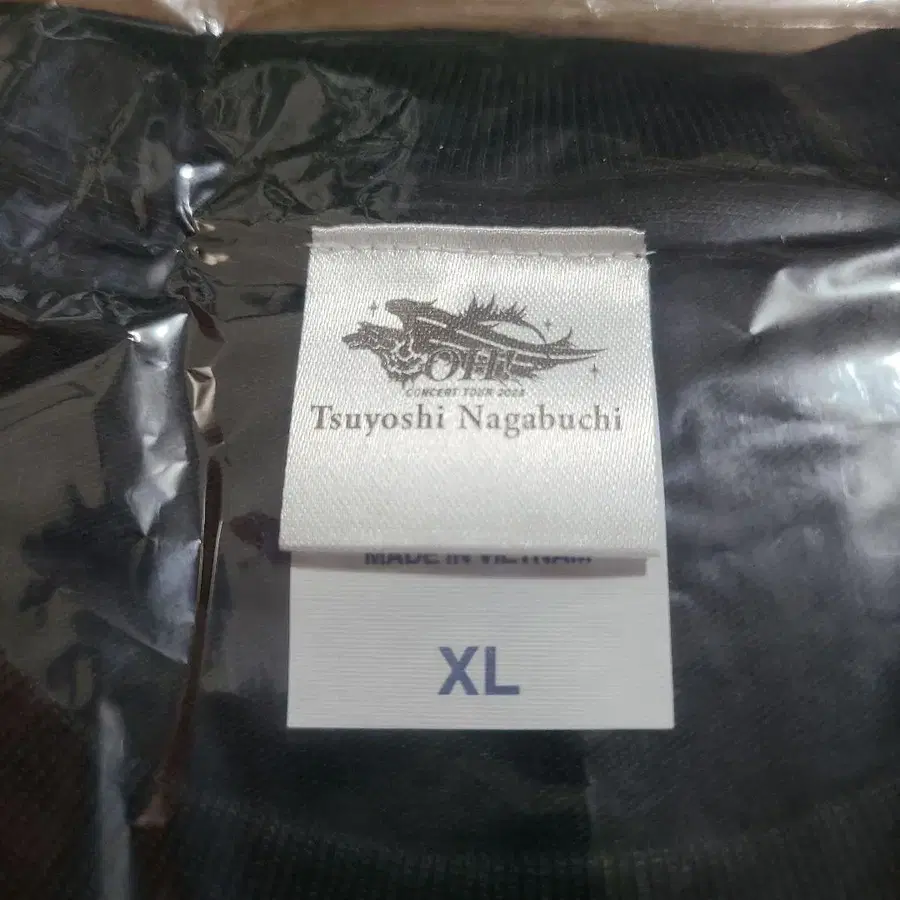 OH!
CONCERT TOUR 2023
Tsuyoshi Nagabuchi
MADE IN VIETNAM
XL